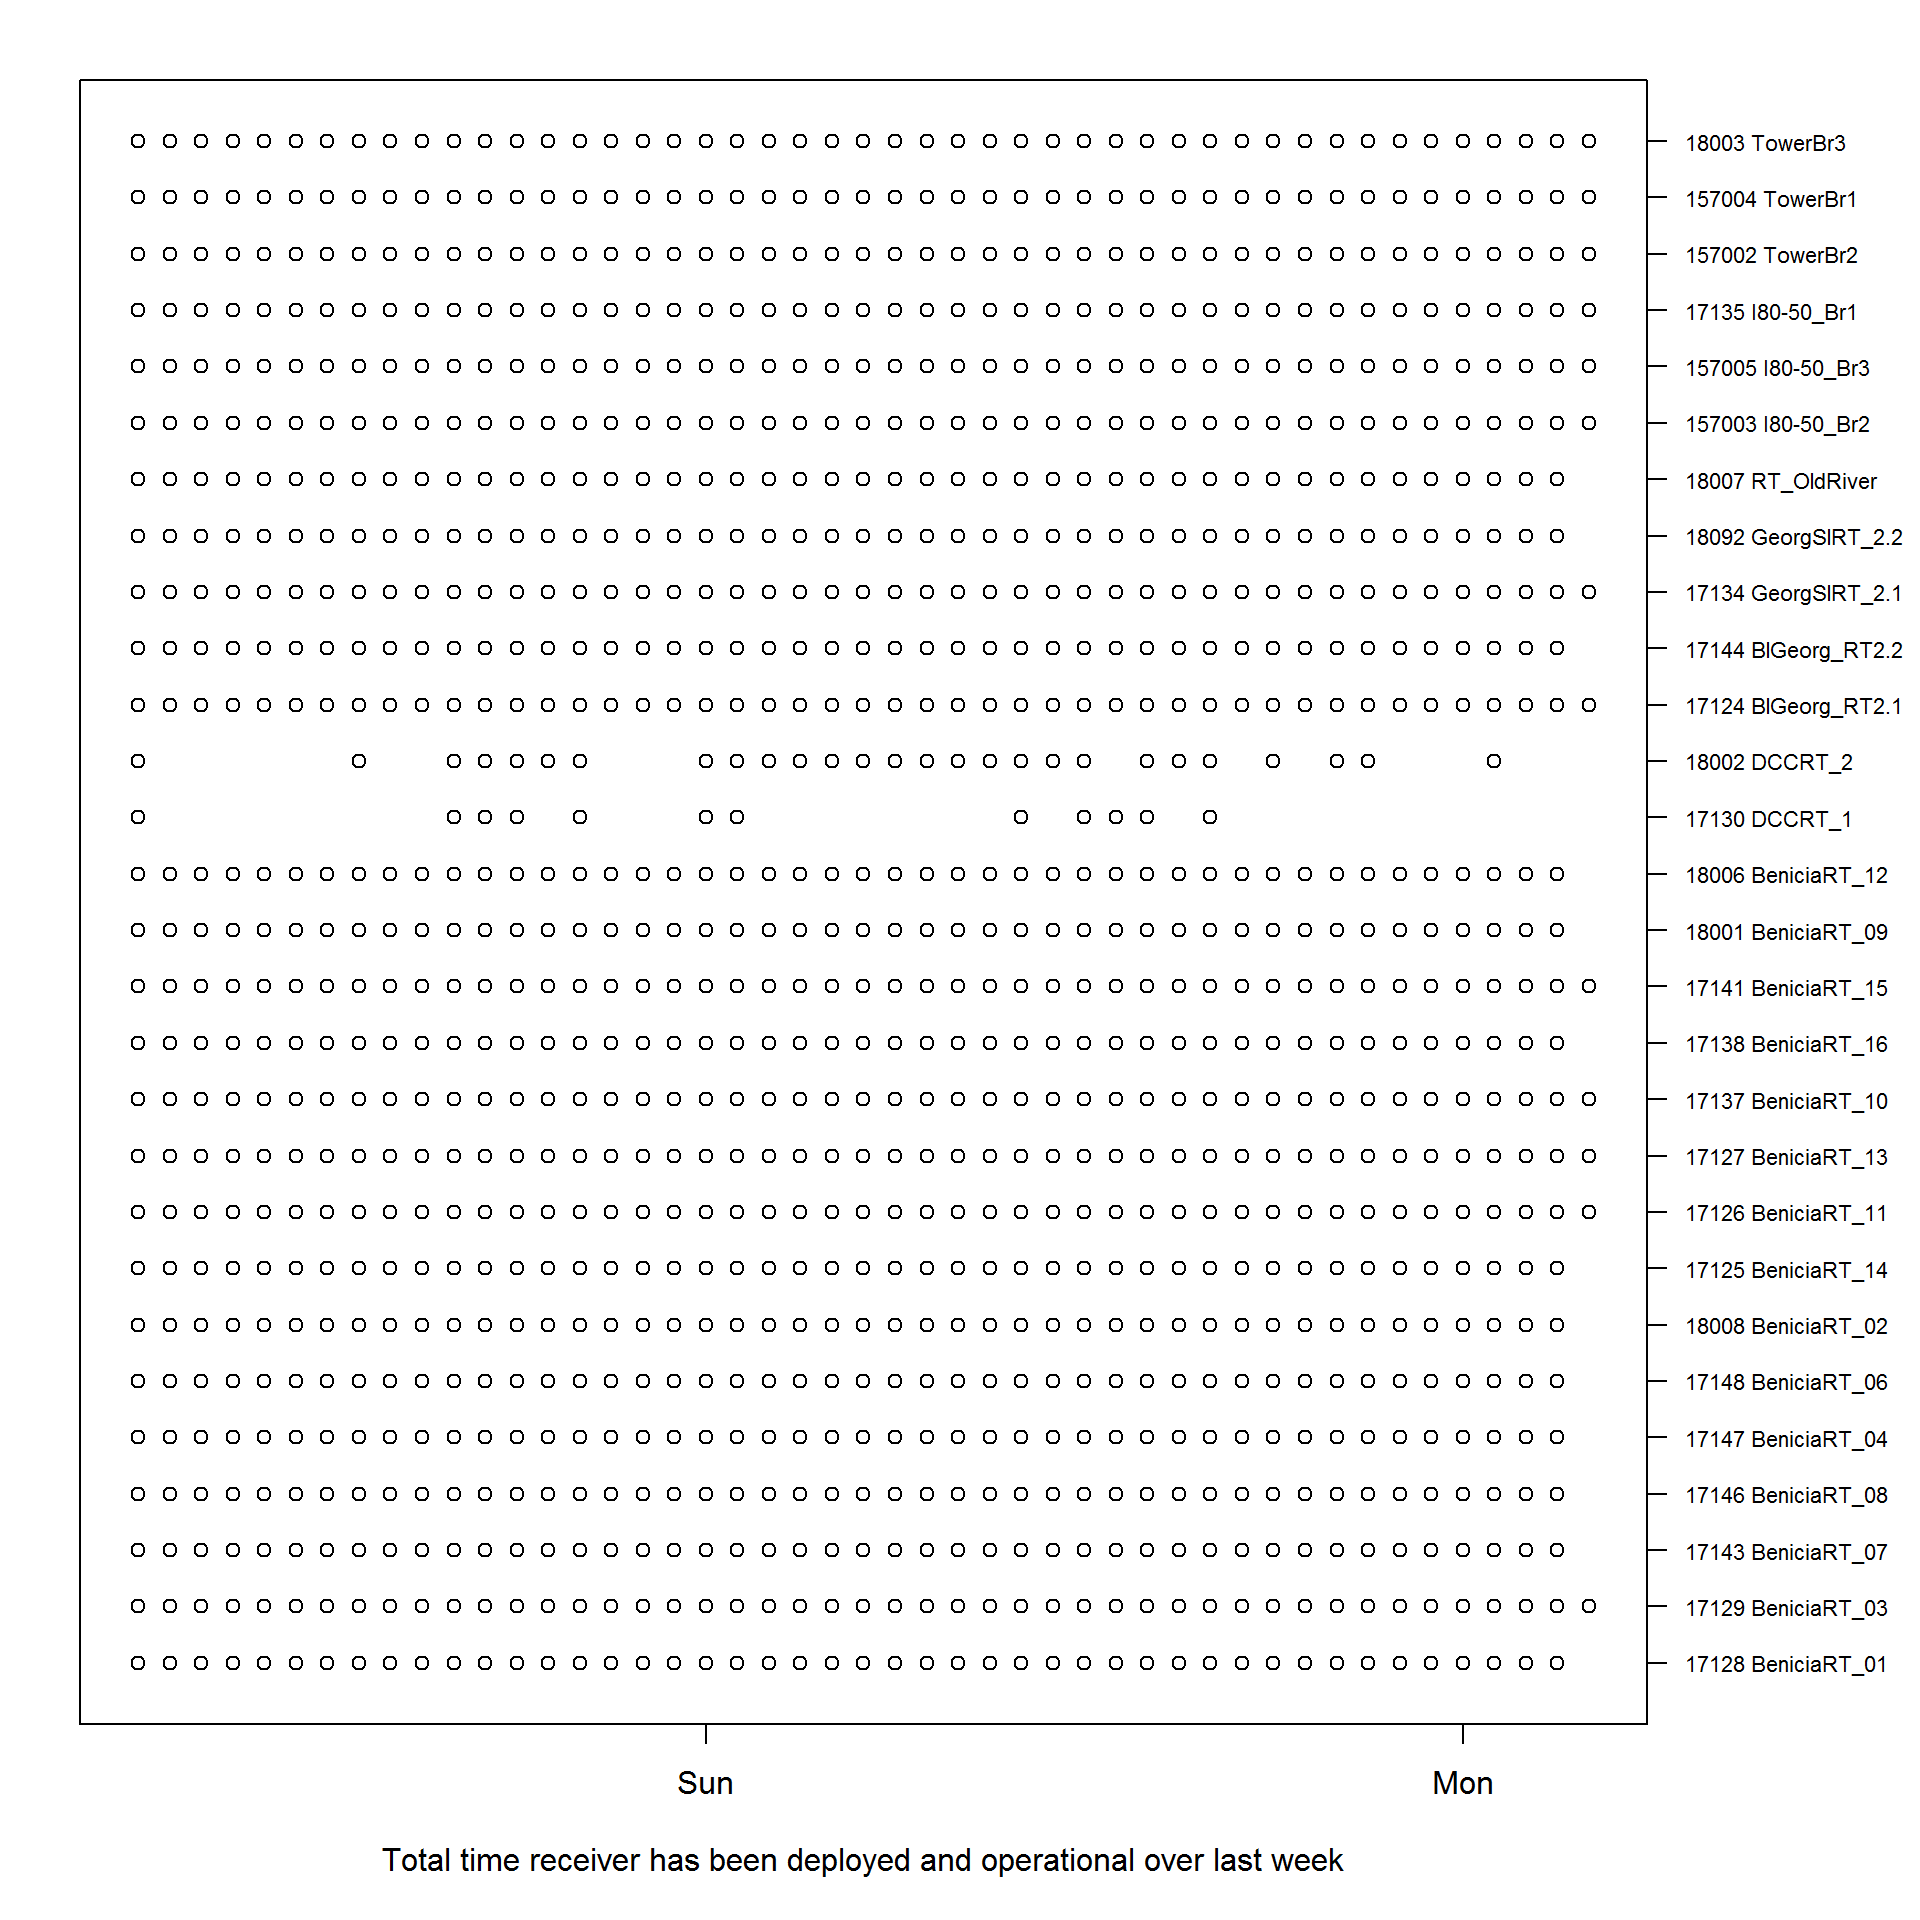 18003 TowerBr3
157004 TowerBr1
157002 TowerBr2
17135 I80-50_Br1
157005 I80-50_Br3
157003 I80-50_Br2
18007 RT_OldRiver
18092 GeorgSlRT_2.2
17134 GeorgSlRT_2.1
17144 BlGeorg_RT2.2
17124 BlGeorg_RT2.1
18002 DCCRT_2
17130 DCCRT_1
18006 BeniciaRT_12
18001 BeniciaRT_09
17141 BeniciaRT_15
17138 BeniciaRT_16
17137 BeniciaRT_10
17127 BeniciaRT_13
17126 BeniciaRT_11
17125 BeniciaRT_14
18008 BeniciaRT_02
17148 BeniciaRT_06
17147 BeniciaRT_04
17146 BeniciaRT_08
17143 BeniciaRT_07
17129 BeniciaRT_03
17128 BeniciaRT_01
Sun Mon
Total time receiver has been deployed and operational over last week